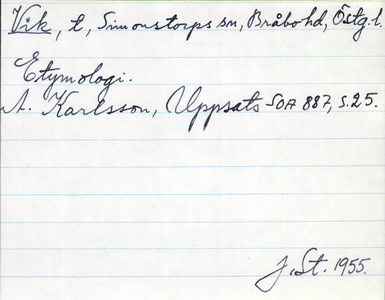 Vik, t, Simonstorps sn, Bråbo hd, Östg.l.
Etymologi.
A. Karlsson, Uppsats SOA 887, s. 25.
J. St. 1955.